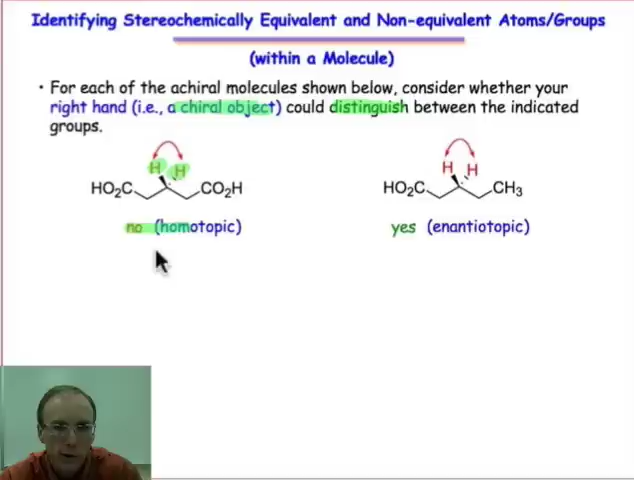 Identifying Stereochemically Equivalent and Non-equivalent Atoms/Groups
(within a Molecule)
• For each of the achiral molecules shown below, consider whether your
right hand (i.e., a chiral object) could distinguish between the indicated
groups.
H H H H
HO2C CO2H HO2C CH3
no (homotopic) yes (enantiotopic)